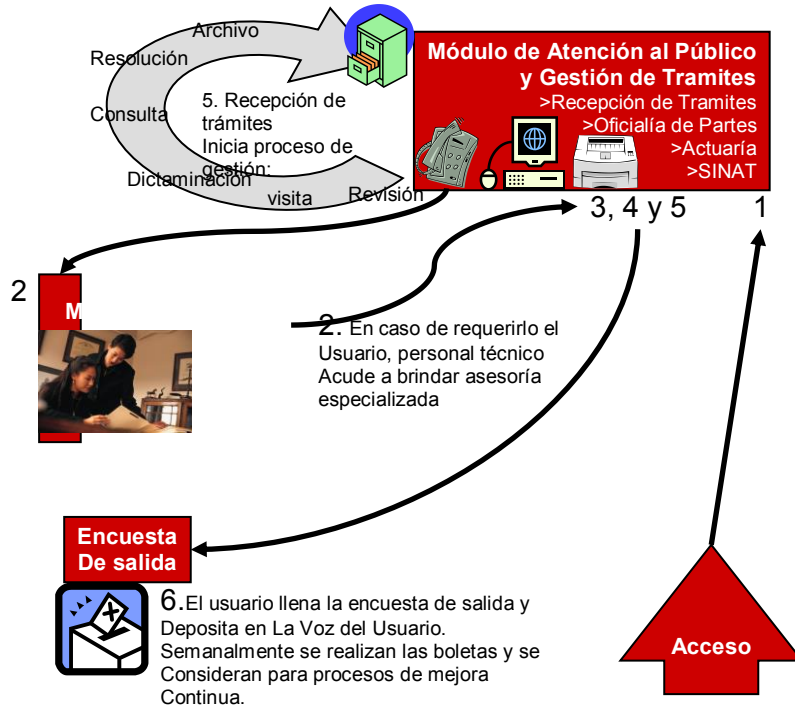 Archivo
Resolución
Consulta
Dictaminación
visita
Revisión
5. Recepción de
trámites
Inicia proceso de
gestión:
Módulo de Atención al Público
y Gestión de Tramites
>Recepción de Tramites
>Oficialía de Partes
>Actuaría
>SINAT
3, 4 y 5
1
2
M
2. En caso de requerirlo el
Usuario, personal técnico
Acude a brindar asesoría
especializada
Encuesta
De salida
6.El usuario llena la encuesta de salida y
Deposita en La Voz del Usuario.
Semanalmente se realizan las boletas y se
Consideran para procesos de mejora
Continua.
Acceso